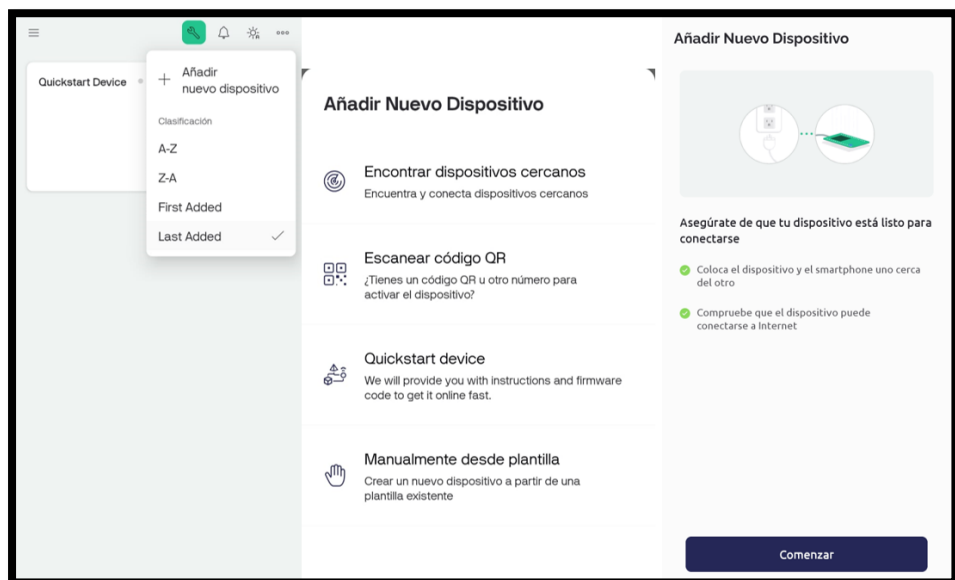 Quickstart Device
Añadir
nuevo dispositivo
Clasificación
A-Z
Z-A
First Added
Last Added
Añadir Nuevo Dispositivo
Encontrar dispositivos cercanos
Encuentra y conecta dispositivos cercanos
Escanear código QR
¿Tienes un código QR u otro número para
activar el dispositivo?
Quickstart device
We will provide you with instructions and firmware
code to get it online fast.
Manualmente desde plantilla
Crear un nuevo dispositivo a partir de una
plantilla existente
Añadir Nuevo Dispositivo
Asegúrate de que tu dispositivo está listo para
conectarse
Coloca el dispositivo y el smartphone uno cerca
del otro
Compruebe que el dispositivo puede
conectarse a Internet
Comenzar